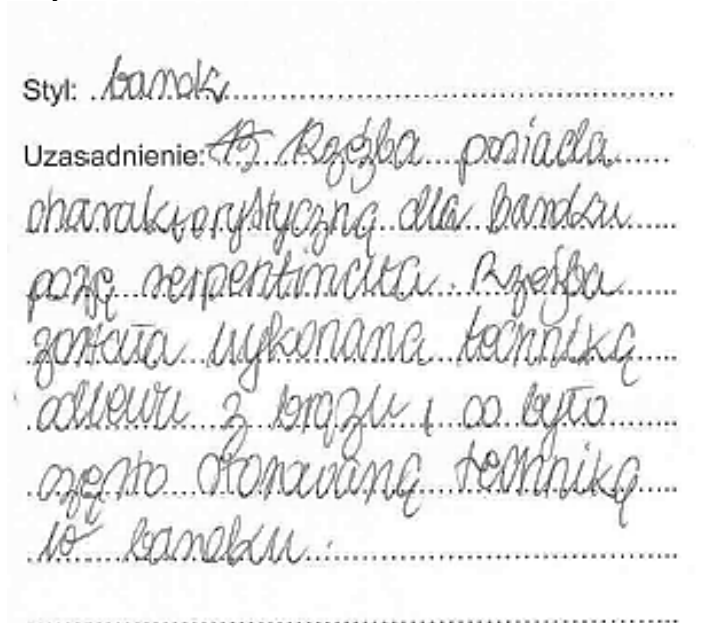 Styl: barok
Uzasadnienie: Rzeźba posiada
charakterystyczną dla baroku
pozę serpentinata. Rzeźba
została wykonana techniką
odlewu z brązu, co było
często stosowaną techniką
w baroku.